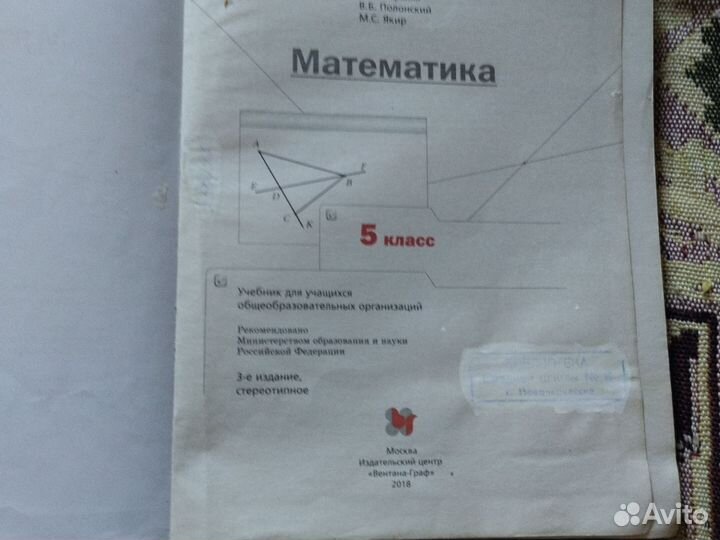 В.Б. Полонский
М.С. Якир
Математика
A
F
B
E
D
C
K
5 класс
Учебник для учащихся
общеобразовательных организаций
Рекомендовано
Министерством образования и науки
Российской Федерации
3-е издание,
стереотипное
Москва
Издательский центр
«Вентана-Граф»
2018
Avito